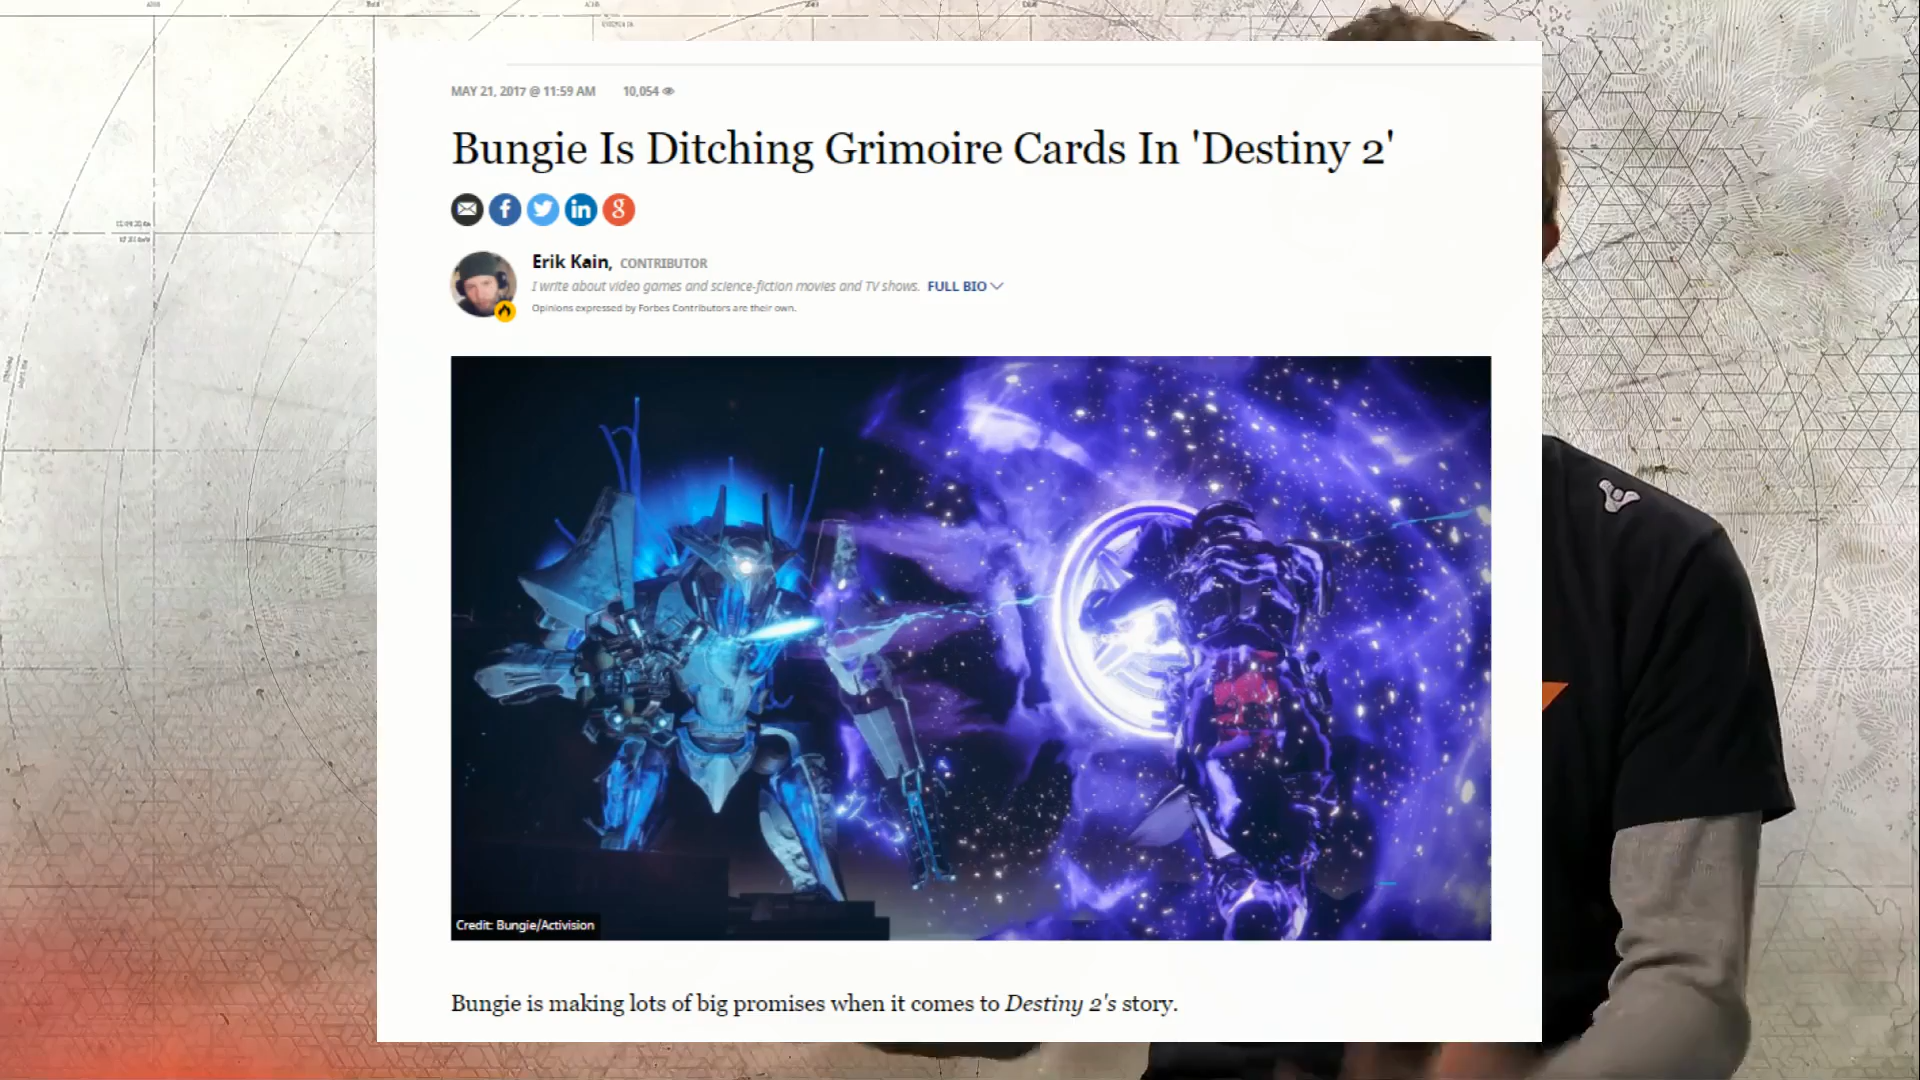 MAY 21, 2017 @ 11:59 AM 10,054
Bungie Is Ditching Grimoire Cards In 'Destiny 2'
f in g
Erik Kain, CONTRIBUTOR
I write about video games and science-fiction movies and TV shows. FULL BIO
Opinions expressed by Forbes Contributors are their own.
Credit: Bungie/Activision
Bungie is making lots of big promises when it comes to Destiny 2's story.